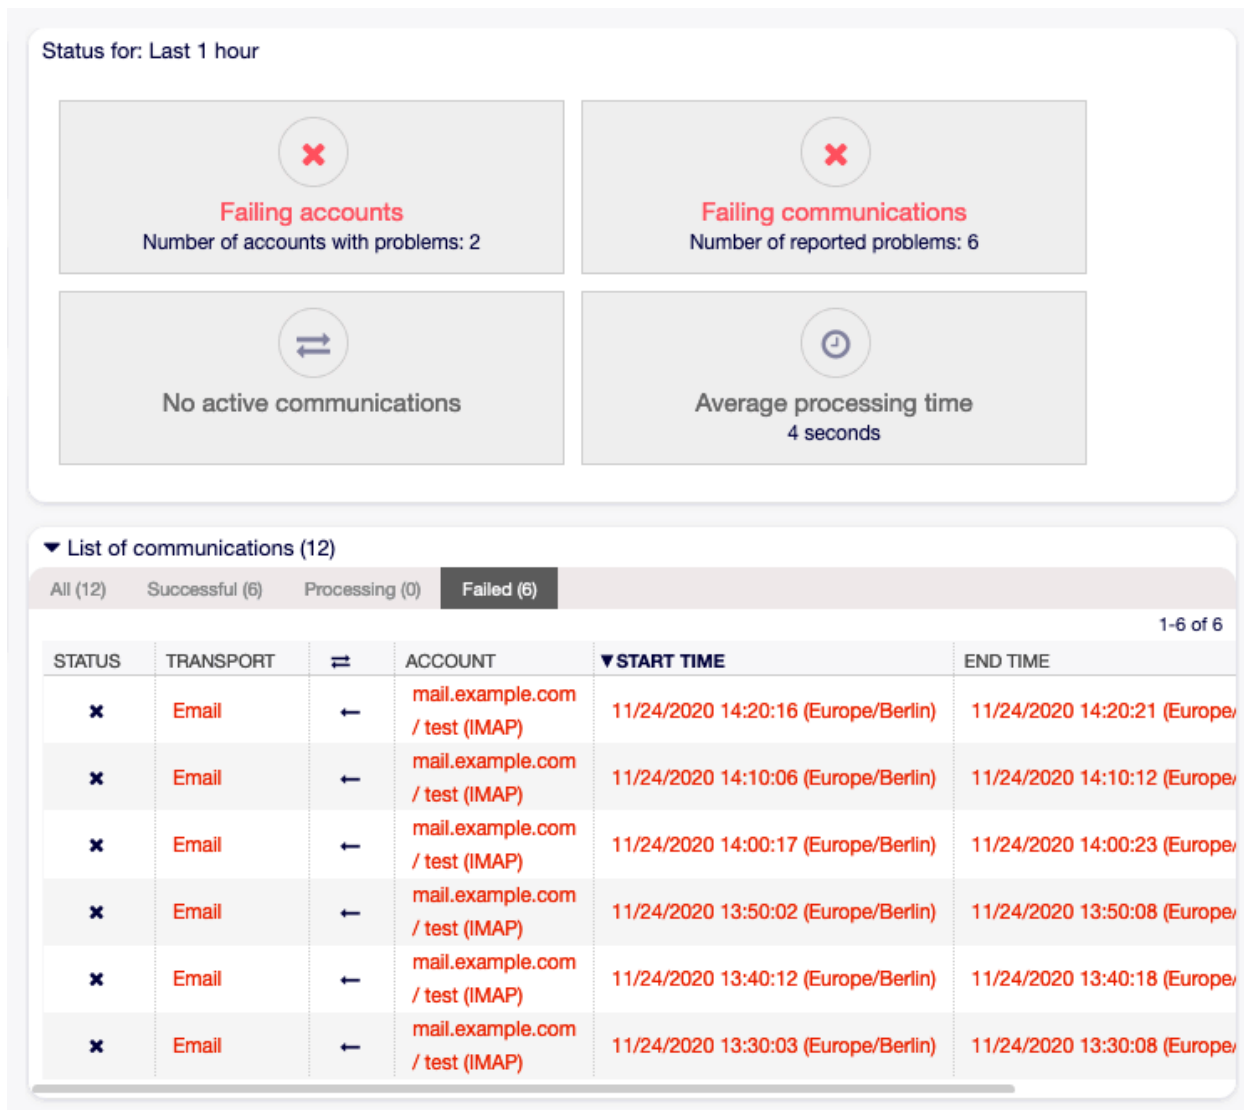 Status for: Last 1 hour
Failing accounts
Number of accounts with problems: 2
Failing communications
Number of reported problems: 6
No active communications
Average processing time
4 seconds
List of communications (12)
All (12) Successful (6) Processing (0) Failed (6)
1-6 of 6
STATUS TRANSPORT ACCOUNT START TIME END TIME
Email mail.example.com / test (IMAP) 11/24/2020 14:20:16 (Europe/Berlin) 11/24/2020 14:20:21 (Europe/
Email mail.example.com / test (IMAP) 11/24/2020 14:10:06 (Europe/Berlin) 11/24/2020 14:10:12 (Europe/
Email mail.example.com / test (IMAP) 11/24/2020 14:00:17 (Europe/Berlin) 11/24/2020 14:00:23 (Europe/
Email mail.example.com / test (IMAP) 11/24/2020 13:50:02 (Europe/Berlin) 11/24/2020 13:50:08 (Europe/
Email mail.example.com / test (IMAP) 11/24/2020 13:40:12 (Europe/Berlin) 11/24/2020 13:40:18 (Europe/
Email mail.example.com / test (IMAP) 11/24/2020 13:30:03 (Europe/Berlin) 11/24/2020 13:30:08 (Europe/